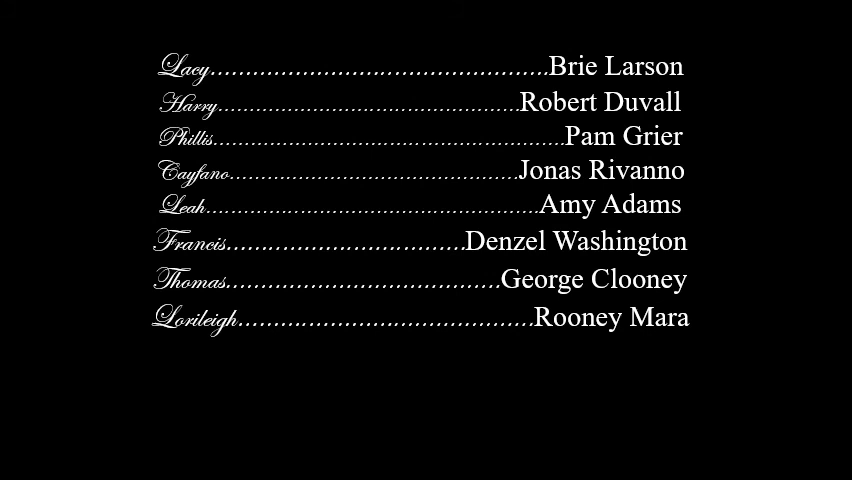 Lacy................................................Brie Larson
Harry...........................................Robert Duvall
Phillis..................................................Pam Grier
Cayfano.........................................Jonas Rivanno
Leah...............................................Amy Adams
Francis..................................Denzel Washington
Thomas.......................................George Clooney
Lorileigh..........................................Rooney Mara